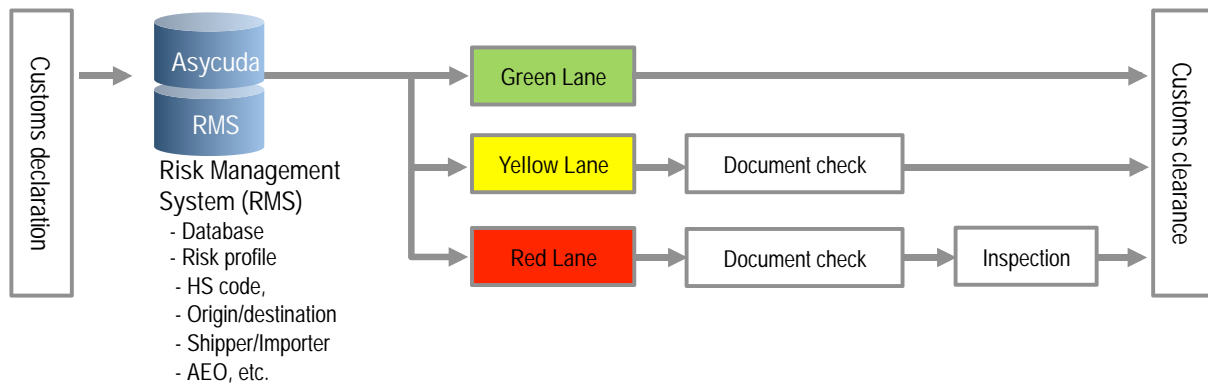 Customs declaration
Asycuda
RMS
Risk Management
System (RMS)
- Database
- Risk profile
- HS code,
- Origin/destination
- Shipper/Importer
- AEO, etc.
Green Lane
Yellow Lane
Document check
Red Lane
Document check
Inspection
Customs clearance